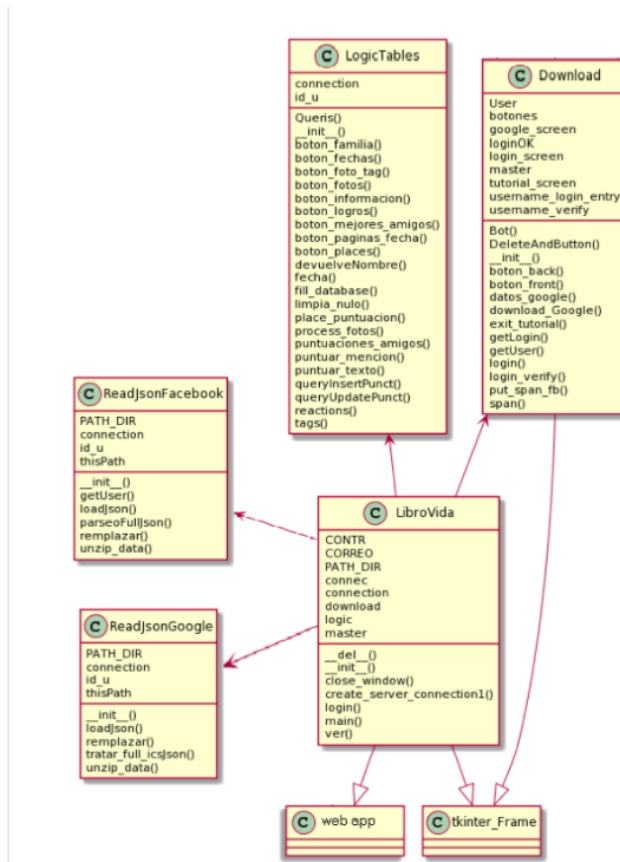 C LogicTables
connection
id_u
Queris()
__init__()
boton_familia()
boton_fechas()
boton_foto_tag()
boton_fotos()
boton_informacion()
boton_logros()
boton_mejores_amigos()
boton_paginas_fecha()
boton_places()
devuelveNombre()
fecha()
fill_database()
limpia_nulo()
place_puntuacion()
process_fotos()
puntuaciones_amigos()
puntuar_mencion()
puntuar_texto()
queryInsertPunct()
queryUpdatePunct()
reactions()
tags()
C Download
User
botones
google_screen
loginOK
login_screen
master
tutorial_screen
username_login_entry
username_verify
Bot()
DeleteAndButton()
__init__()
boton_back()
boton_front()
datos_google()
download_Google()
exit_tutorial()
getLogin()
getUser()
login()
login_verify()
put_span_fb()
span()
C ReadJsonFacebook
PATH_DIR
connection
id_u
thisPath
__init__()
getUser()
loadJson()
parseoFullJson()
remplazar()
unzip_data()
C LibroVida
CONTR
CORREO
PATH_DIR
connec
connection
download
logic
master
__del__()
__init__()
close_window()
create_server_connection1()
login()
main()
ver()
C ReadJsonGoogle
PATH_DIR
connection
id_u
thisPath
__init__()
loadJson()
remplazar()
tratar_full_icsJson()
unzip_data()
C web app
C tkinter_Frame